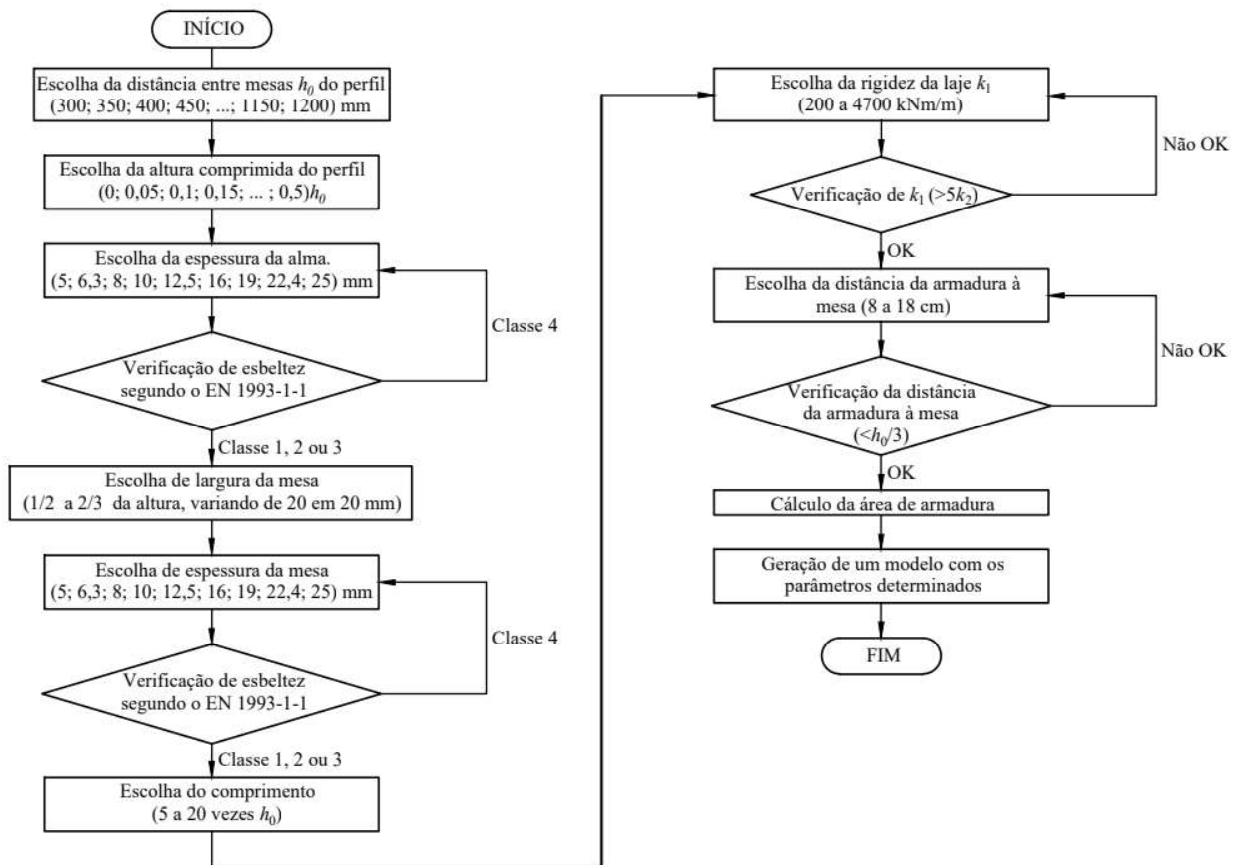 INÍCIO
Escolha da distância entre mesas h₀ do perfil
(300; 350; 400; 450; ...; 1150; 1200) mm
Escolha da altura comprimida do perfil
(0; 0,05; 0,1; 0,15; ... ; 0,5)h₀
Escolha da espessura da alma.
(5; 6,3; 8; 10; 12,5; 16; 19; 22,4; 25) mm
Classe 4
Verificação de esbeltez
segundo o EN 1993-1-1
Classe 1, 2 ou 3
Escolha de largura da mesa
(1/2 a 2/3 da altura, variando de 20 em 20 mm)
Escolha de espessura da mesa
(5; 6,3; 8; 10; 12,5; 16; 19; 22,4; 25) mm
Classe 4
Verificação de esbeltez
segundo o EN 1993-1-1
Classe 1, 2 ou 3
Escolha do comprimento
(5 a 20 vezes h₀)
Escolha da rigidez da laje k₁
(200 a 4700 kNm/m)
Não OK
Verificação de k₁ (>5k₂)
OK
Escolha da distância da armadura à
mesa (8 a 18 cm)
Não OK
Verificação da distância
da armadura à mesa
(<h₀/3)
OK
Cálculo da área de armadura
Geração de um modelo com os
parâmetros determinados
FIM